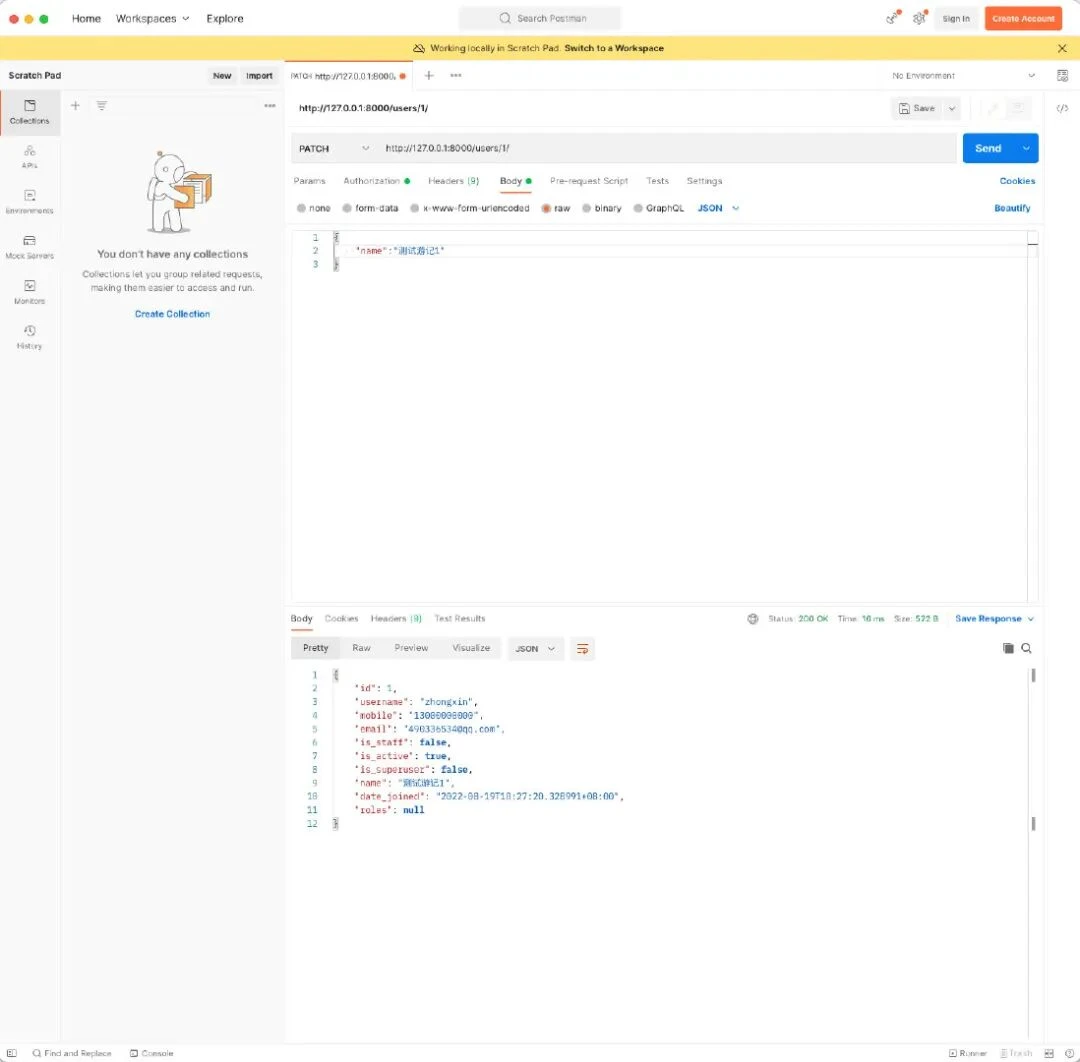 Home Workspaces Explore Search Postman Sign In Create Account
Working locally in Scratch Pad. Switch to a Workspace
Scratch Pad New Import PATCH http://127.0.0.1:8000, No Environment
Collections
http://127.0.0.1:8000/users/1/ Save
PATCH http://127.0.0.1:8000/users/1/ Send
APIs
Params Authorization Headers (9) Body Pre-request Script Tests Settings Cookies
Environments
none form-data x-www-form-urlencoded raw binary GraphQL JSON Beautify
Mock Servers
Monitors
History
You don't have any collections
Collections let you group related requests,
making them easier to access and run.
Create Collection
1 {
2 "name":"测试游记1"
3 }
Body Cookies Headers (9) Test Results Status: 200 OK Time: 16 ms Size: 522 B Save Response
Pretty Raw Preview Visualize JSON
1 {
2 "id": 1,
3 "username": "zhongxin",
4 "mobile": "13000000000",
5 "email": "490336534@qq.com",
6 "is_staff": false,
7 "is_active": true,
8 "is_superuser": false,
9 "name": "测试游记1",
10 "date_joined": "2022-08-19T18:27:20.328991+08:00",
11 "roles": null
12 }
Find and Replace Console Runner Trash